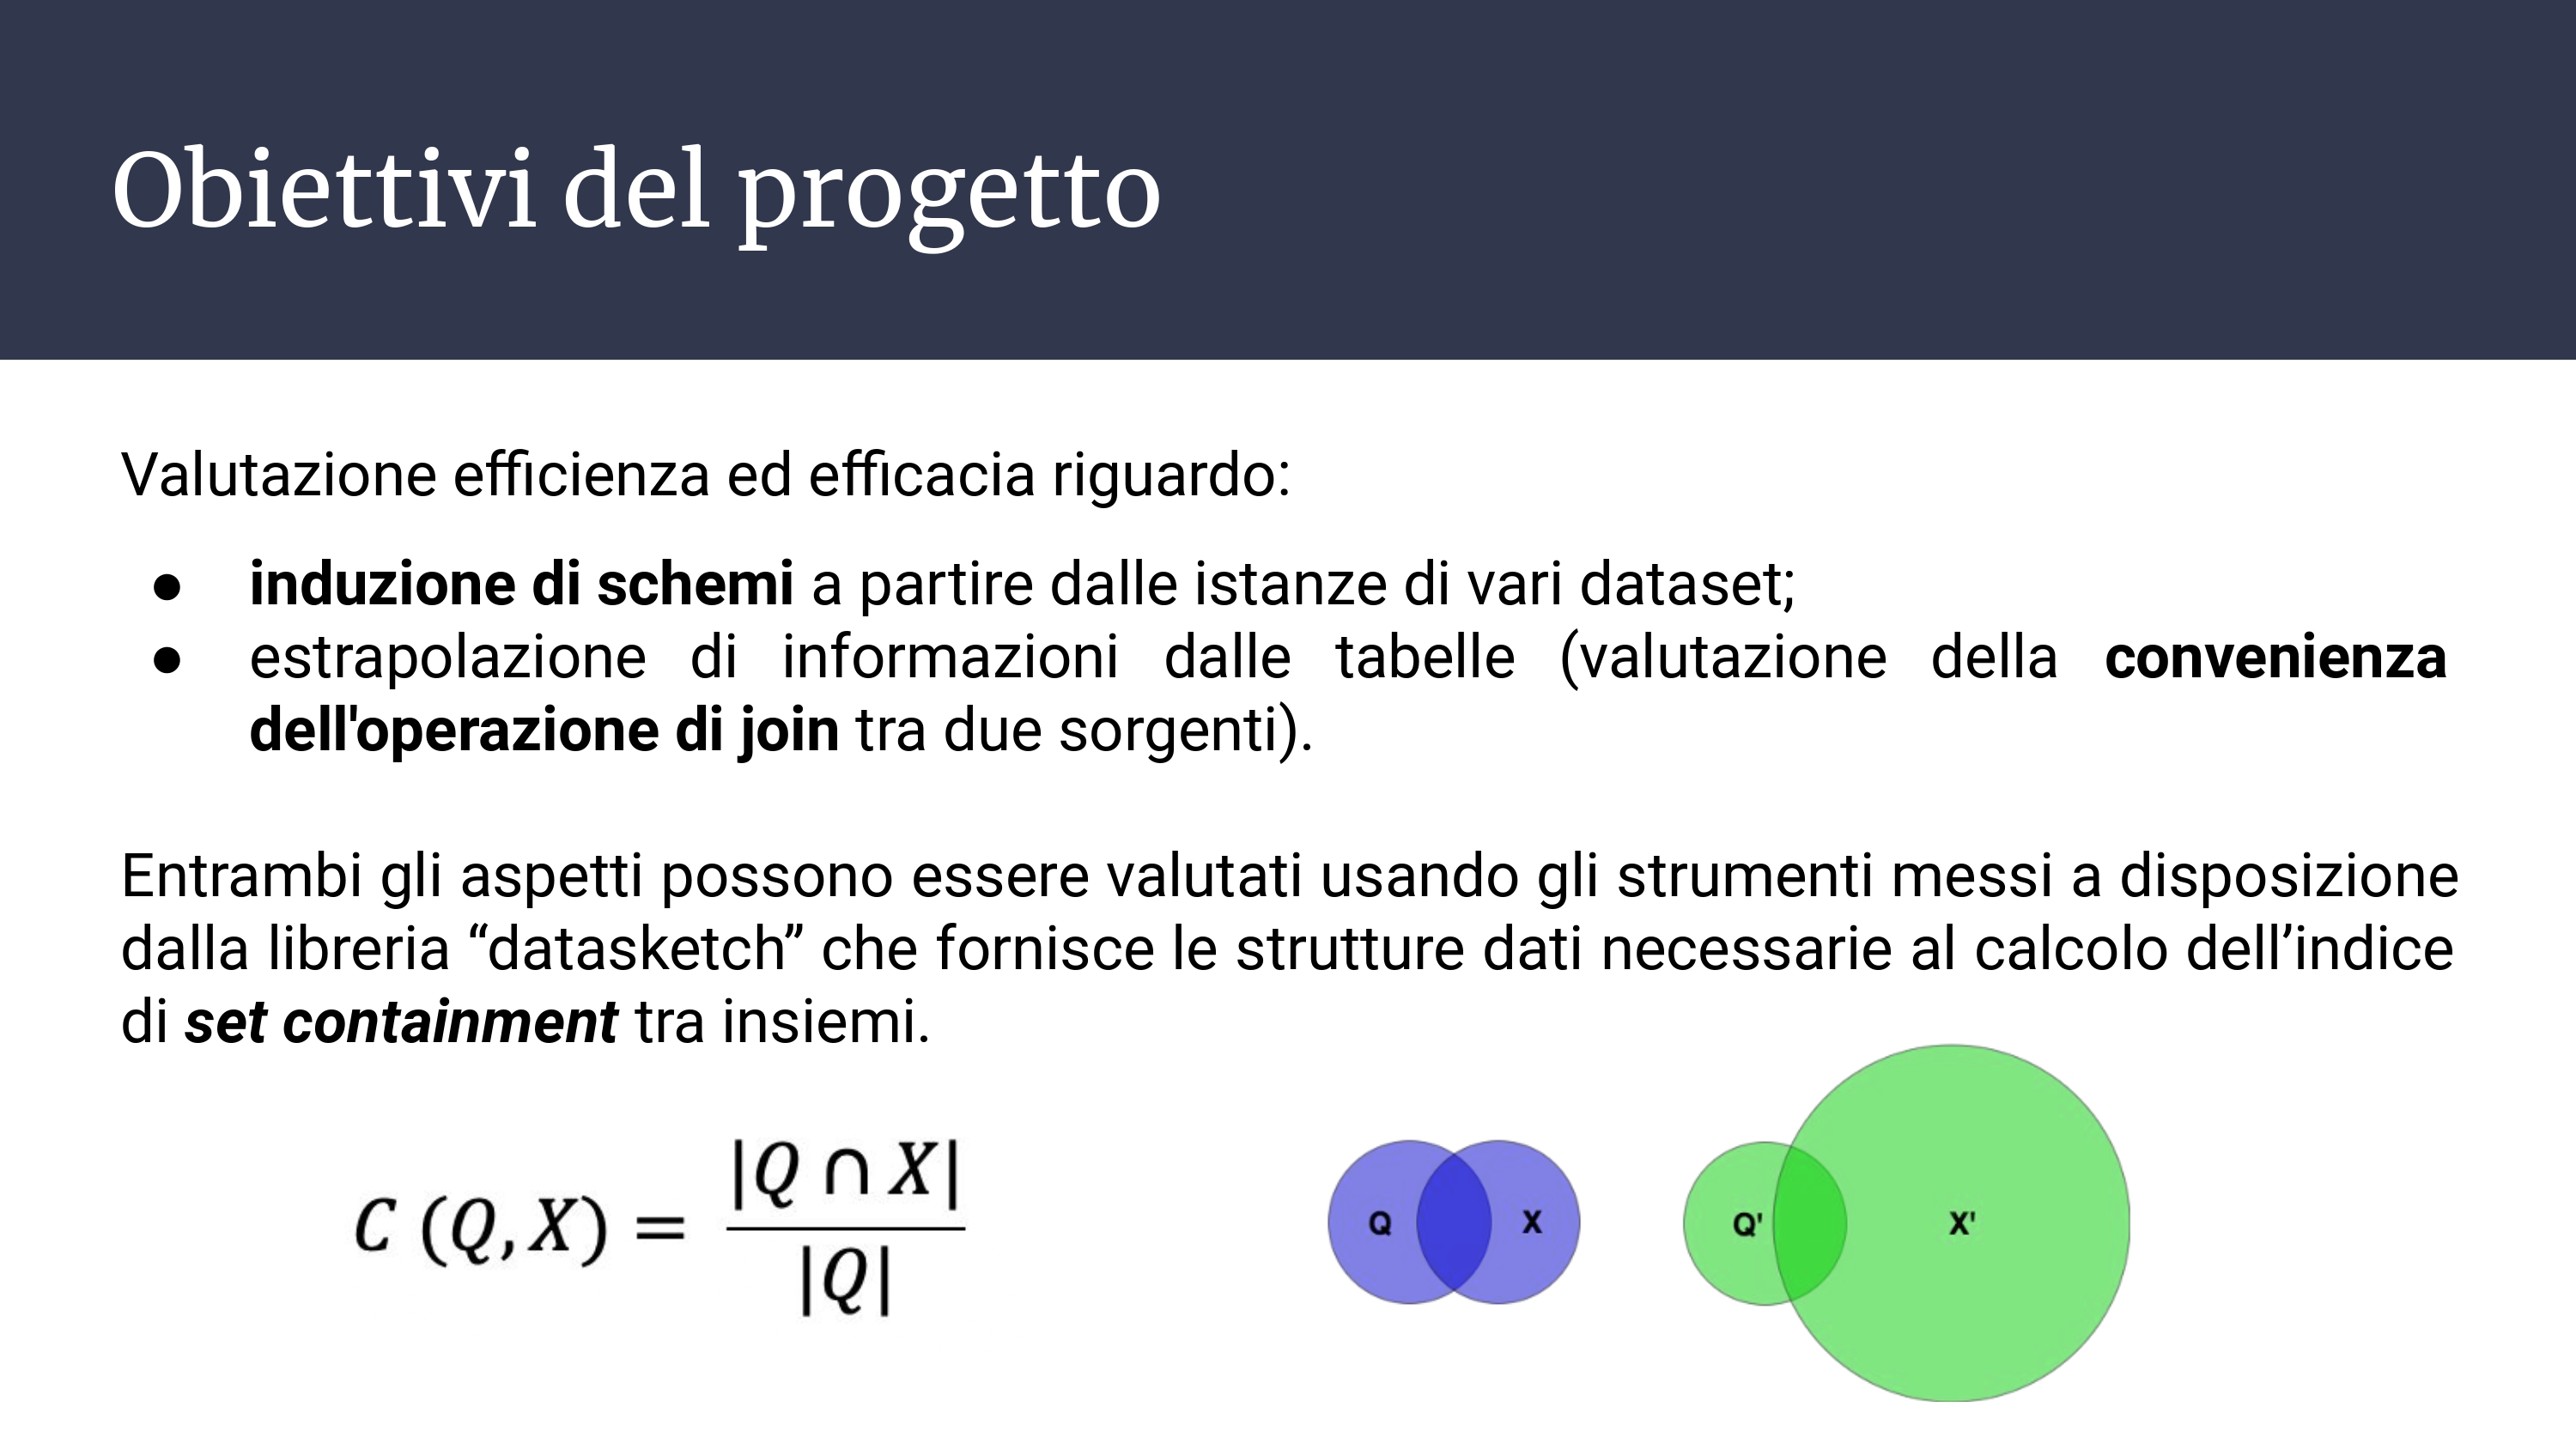 Obiettivi del progetto
Valutazione efficienza ed efficacia riguardo:
● induzione di schemi a partire dalle istanze di vari dataset;
● estrapolazione di informazioni dalle tabelle (valutazione della convenienza
dell'operazione di join tra due sorgenti).
Entrambi gli aspetti possono essere valutati usando gli strumenti messi a disposizione
dalla libreria “datasketch” che fornisce le strutture dati necessarie al calcolo dell’indice
di set containment tra insiemi.
C (Q, X) = |Q ∩ X| / |Q|
Q X Q' X'